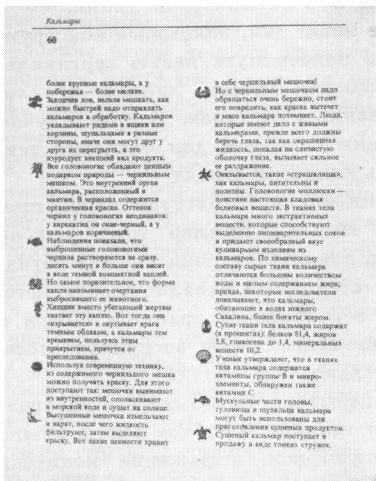 Кальмары
60
более крупные кальмары, а у
побережья — более мелкие.
Закончив лов, нельзя мешкать, как
можно быстрей надо отправлять
кальмаров в обработку. Кальмаров
укладывают рядами в ящики или
корзины, щупальцами в разные
стороны, иначе они могут друг у
друга их перегрызть, а это
изуродует внешний вид продукта.
Все головоногие обладают ценным
подарком природы — чернильным
мешком. Это внутренний орган
кальмара, расположенный в
мантии. В чернилах содержится
органическая краска. Оттенок
чернил у головоногих неодинаков:
у каракатиц он сине-черный, а у
кальмаров коричневый.
Наблюдения показали, что
выброшенные головоногими
чернила растворяются не сразу,
десять минут и больше они висят
в воде темной компактной каплей.
Но самое поразительное, что форма
капли напоминает очертания
выбросившего ее животного.
Хищник вместо убегающей жертвы
хватает эту каплю. Вот тогда она
«взрывается» и окутывает врага
темным облаком, а кальмары тем
временем, пользуясь этим
прикрытием, прячутся от
преследования.
Используя современную технику,
из содержимого чернильного мешка
можно получить краску. Для этого
поступают так: мешочки вынимают
из внутренностей, споласкивают
в морской воде и сушат на солнце.
Высушенные мешочки измельчают
и варят, после чего жидкость
фильтруют, затем выделяют
краску. Вот какие ценности хранит
в себе чернильный мешочек!
Но с чернильным мешочком надо
обращаться очень бережно, стоит
его повредить, как краска вытечет
и мясо кальмара потемнеет. Люди,
которые имеют дело с живыми
кальмарами, прежде всего должны
беречь глаза, так как окрашенная
жидкость, попадая на слизистую
оболочку глаза, вызывает сильное
ее раздражение.
Оказывается, такие «страшилища»,
как кальмары, питательны и
полезны. Головоногие моллюски —
поистине настоящая кладовая
белковых веществ. В тканях тела
кальмара много экстрактивных
веществ, которые способствуют
выделению пищеварительных соков
и придают своеобразный вкус
кулинарным изделиям из
кальмаров. По химическому
составу сырые ткани кальмара
отличаются большим количеством
воды и малым содержанием жира;
правда, некоторые исследователи
доказывают, что кальмары,
обитающие в водах южного
Сахалина, более богаты жиром.
Сухие ткани тела кальмара содержат
(в процентах): белков 81,4, жиров
5,8, гликогена до 1,4, минеральных
веществ 10,2.
Ученые утверждают, что в тканях
тела кальмара содержатся
витамины группы В и микро-
элементы, обнаружен также
витамин С.
Мускульные части головы,
туловища и щупальца кальмара
могут быть использованы для
приготовления сушеных продуктов.
Сушеный кальмар поступает в
продажу в виде тонких стружек.